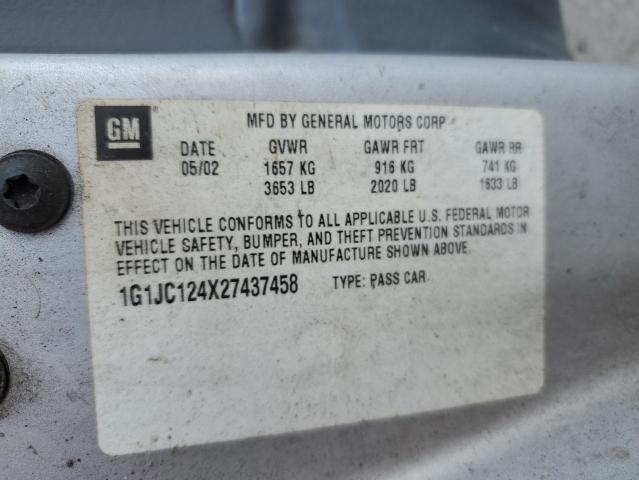 GM
MFD BY GENERAL MOTORS CORP
DATE GVWR GAWR FRT GAWR RR
05/02 1657 KG 916 KG 741 KG
3653 LB 2020 LB 1633 LB
THIS VEHICLE CONFORMS TO ALL APPLICABLE U.S. FEDERAL MOTOR
VEHICLE SAFETY, BUMPER, AND THEFT PREVENTION STANDARDS IN
EFFECT ON THE DATE OF MANUFACTURE SHOWN ABOVE.
1G1JC124X27437458 TYPE: PASS CAR